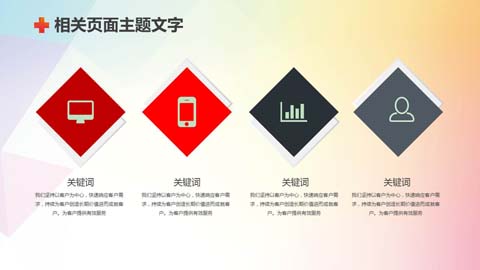 相关页面主题文字
关键词
我们坚持以客户为中心，快速响应客户需
求，持续为客户创造长期价值进而成就客
户。为客户提供有效服务
关键词
我们坚持以客户为中心，快速响应客户需
求，持续为客户创造长期价值进而成就客
户。为客户提供有效服务
关键词
我们坚持以客户为中心，快速响应客户需
求，持续为客户创造长期价值进而成就客
户。为客户提供有效服务
关键词
我们坚持以客户为中心，快速响应客户需
求，持续为客户创造长期价值进而成就客
户。为客户提供有效服务